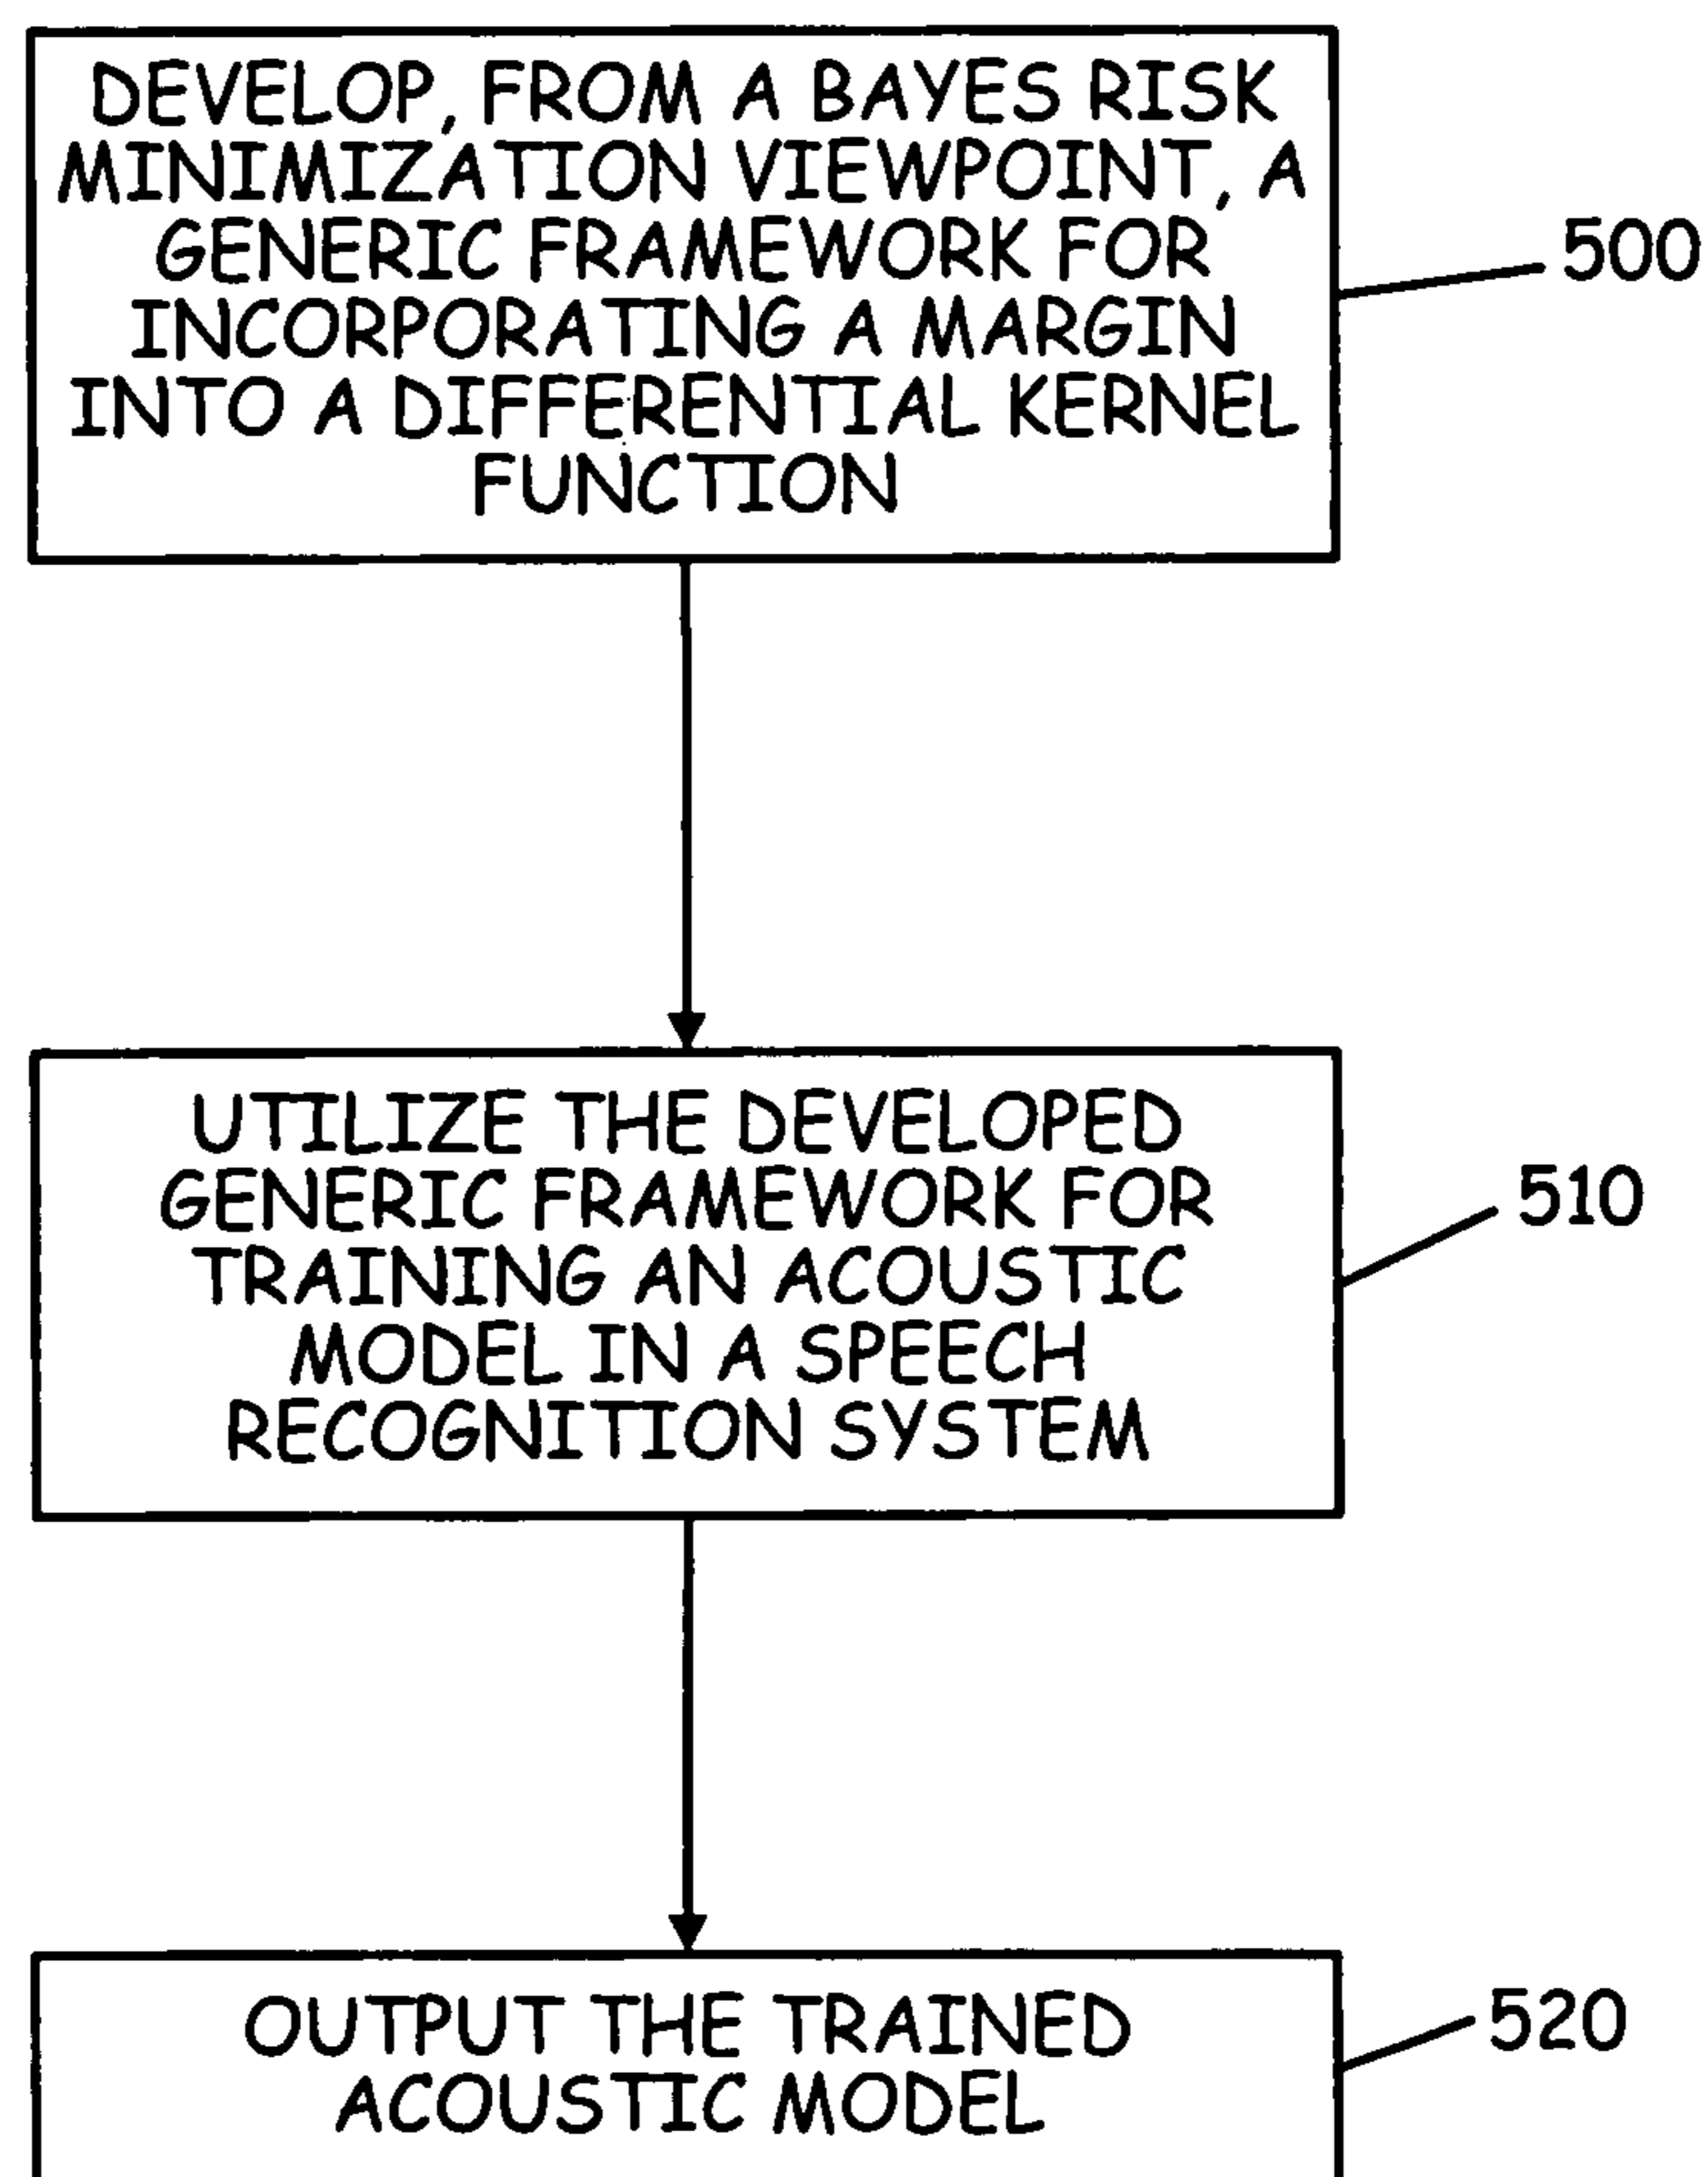 DEVELOP, FROM A BAYES RISK
MINIMIZATION VIEWPOINT, A
GENERIC FRAMEWORK FOR
INCORPORATING A MARGIN
INTO A DIFFERENTIAL KERNEL
FUNCTION
500
UTILIZE THE DEVELOPED
GENERIC FRAMEWORK FOR
TRAINING AN ACOUSTIC
MODEL IN A SPEECH
RECOGNITION SYSTEM
510
OUTPUT THE TRAINED
ACOUSTIC MODEL
520